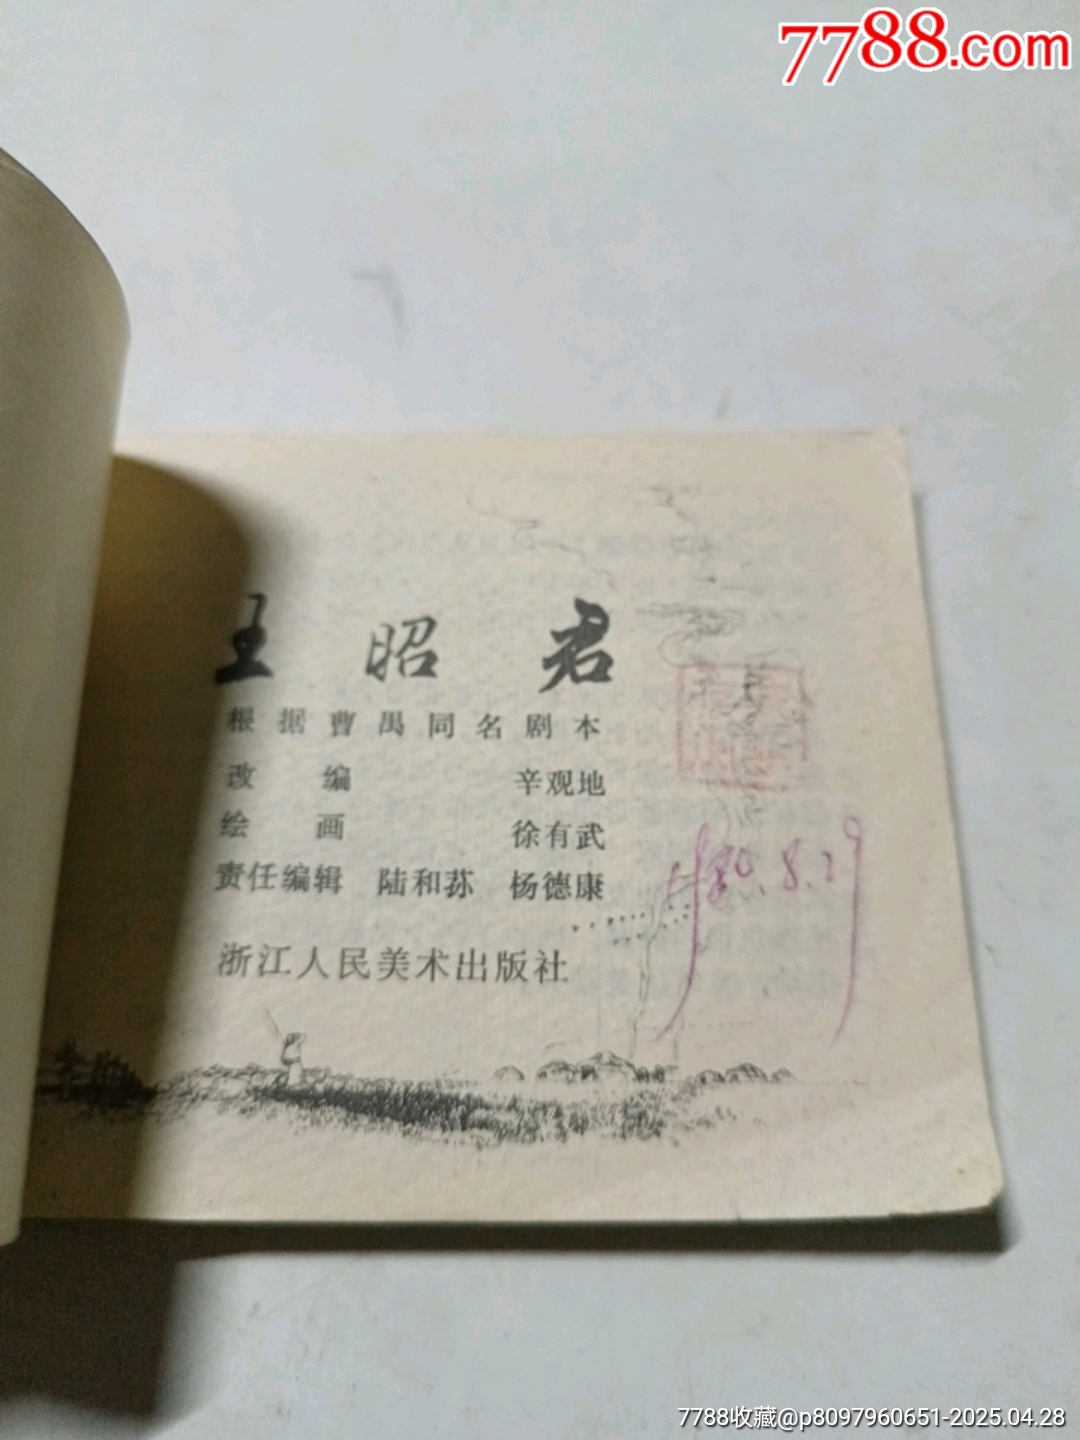 7788.com
王昭君
根据曹禺同名剧本
改编 辛观地
绘画 徐有武
责任编辑 陆和荪 杨德康
浙江人民美术出版社
1980.8.29
7788收藏@p8097960651-2025.04.28